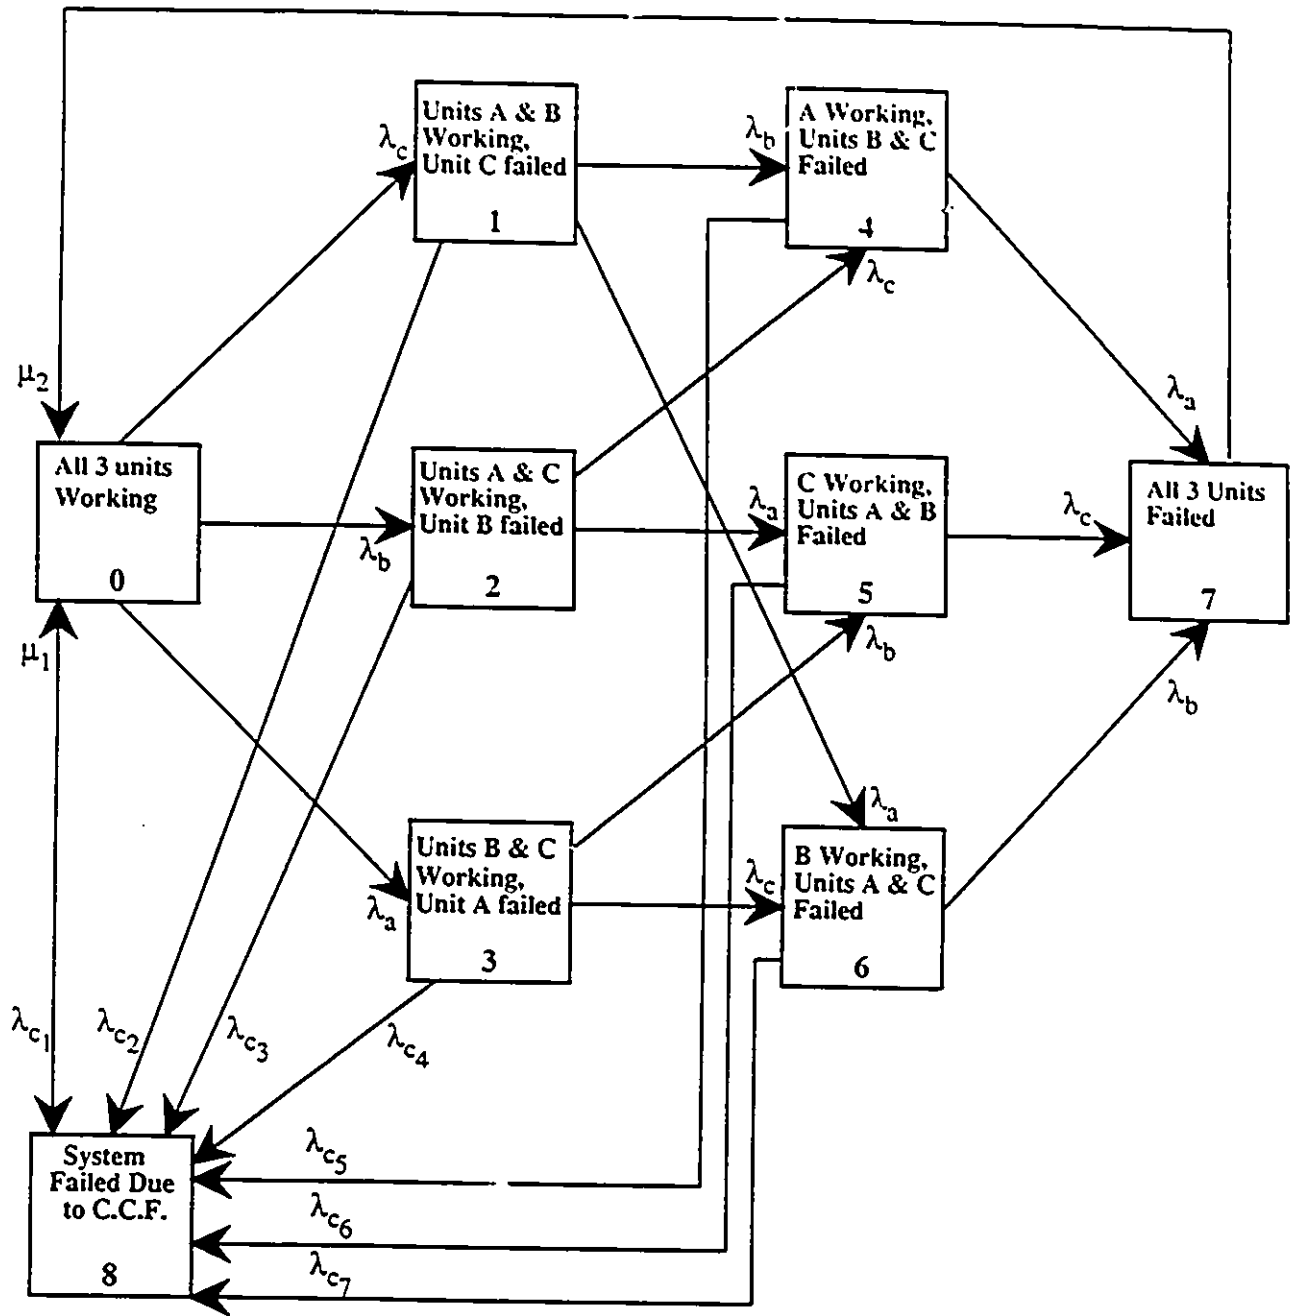 Units A & B
Working,
Unit C failed
1
A Working,
Units B & C
Failed
4
λc
λb
λc
μ2
λa
All 3 units
Working
0
Units A & C
Working,
Unit B failed
2
C Working,
Units A & B
Failed
5
All 3 Units
Failed
7
λb
λa
λc
μ1
λb
λb
λa
Units B & C
Working,
Unit A failed
3
B Working,
Units A & C
Failed
6
λa
λc
λc1
λc2
λc3
λc4
System
Failed Due
to C.C.F.
8
λc5
λc6
λc7